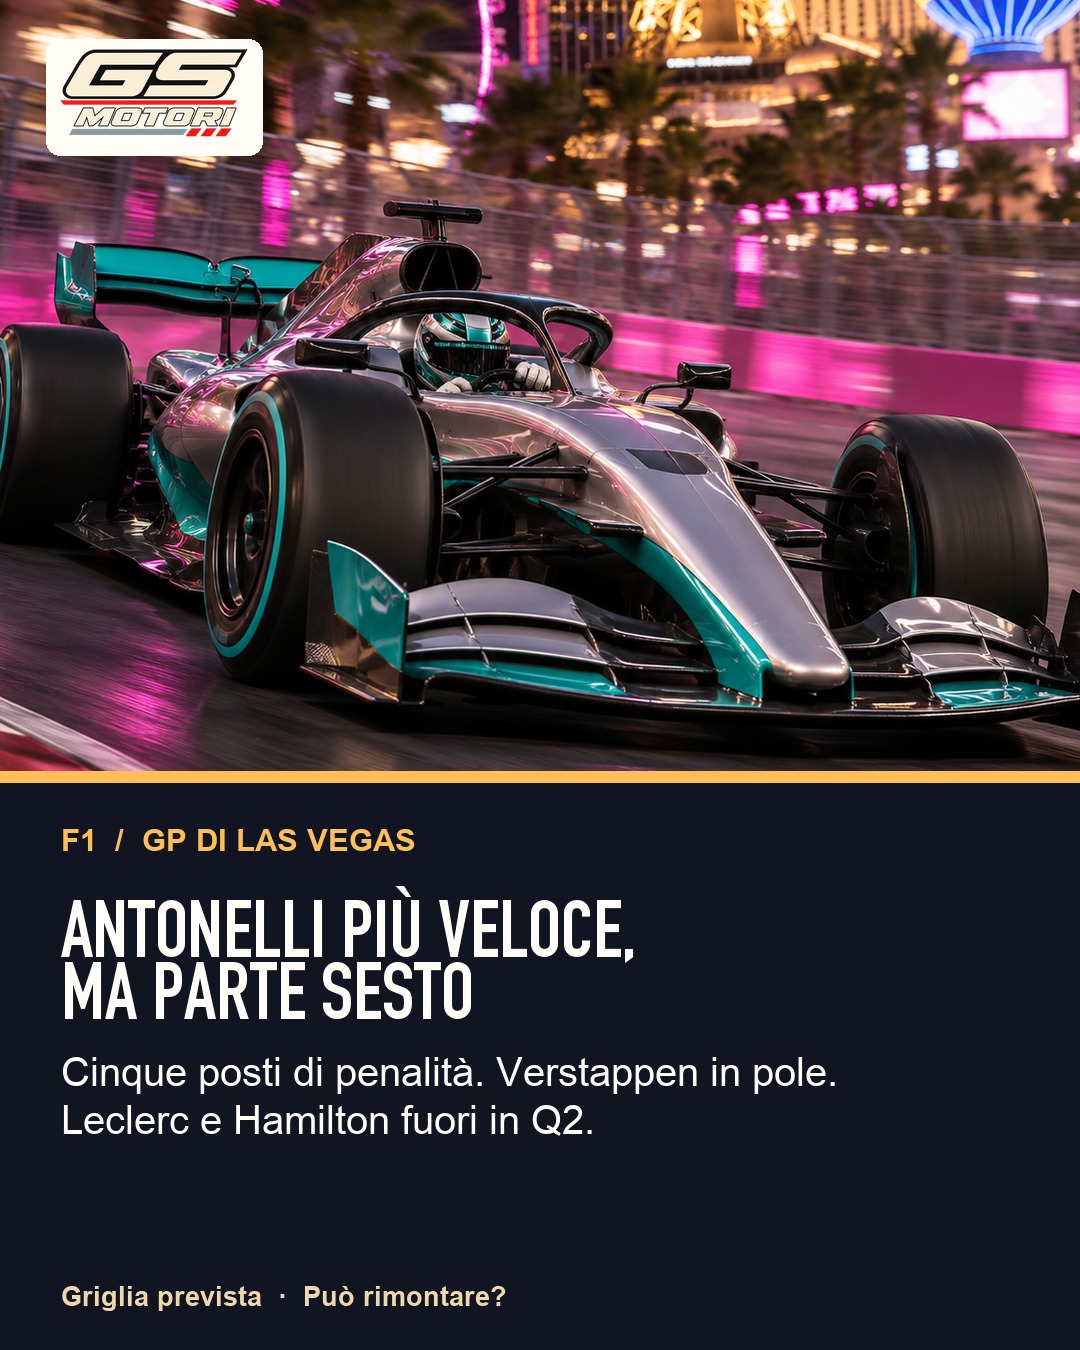 GS
MOTORI
F1 / GP DI LAS VEGAS
ANTONELLI PIÙ VELOCE,
MA PARTE SESTO
Cinque posti di penalità. Verstappen in pole.
Leclerc e Hamilton fuori in Q2.
Griglia prevista · Può rimontare?